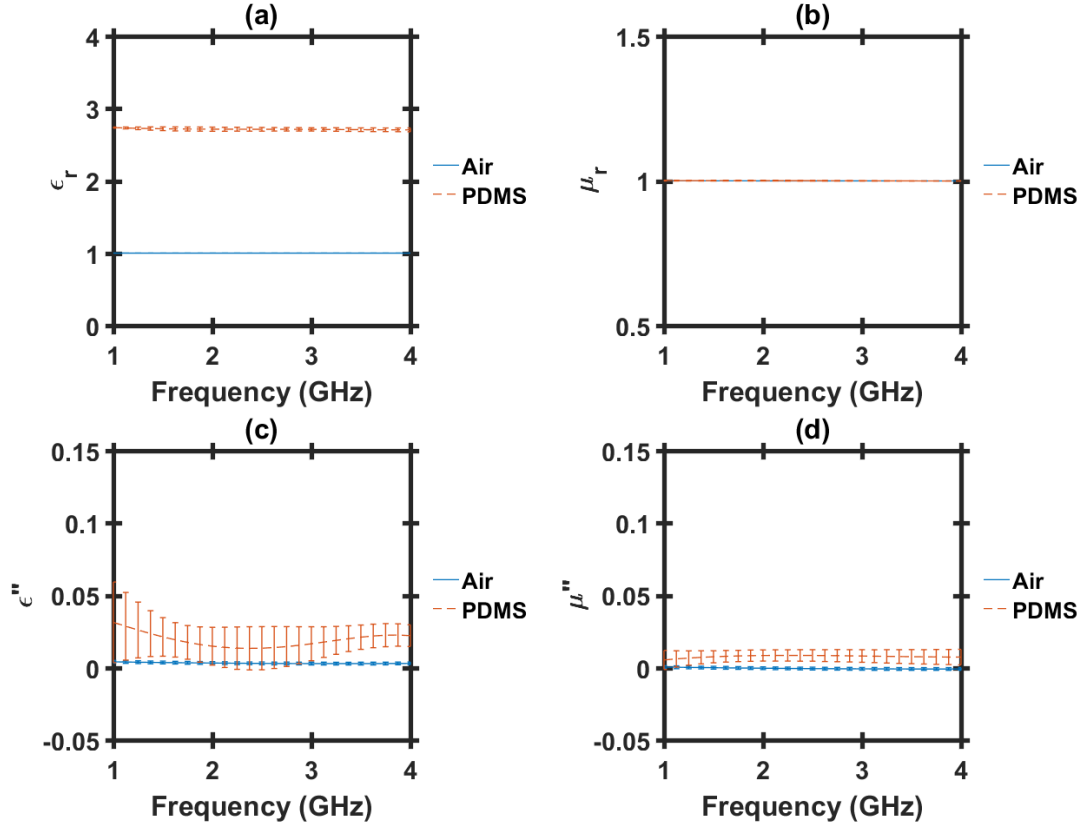 (a)
4
3
2
1
0
ϵr
1 2 3 4
Frequency (GHz)
Air
PDMS
(b)
1.5
1
0.5
μr
1 2 3 4
Frequency (GHz)
Air
PDMS
(c)
0.15
0.1
0.05
0
-0.05
ϵ"
1 2 3 4
Frequency (GHz)
Air
PDMS
(d)
0.15
0.1
0.05
0
-0.05
μ"
1 2 3 4
Frequency (GHz)
Air
PDMS